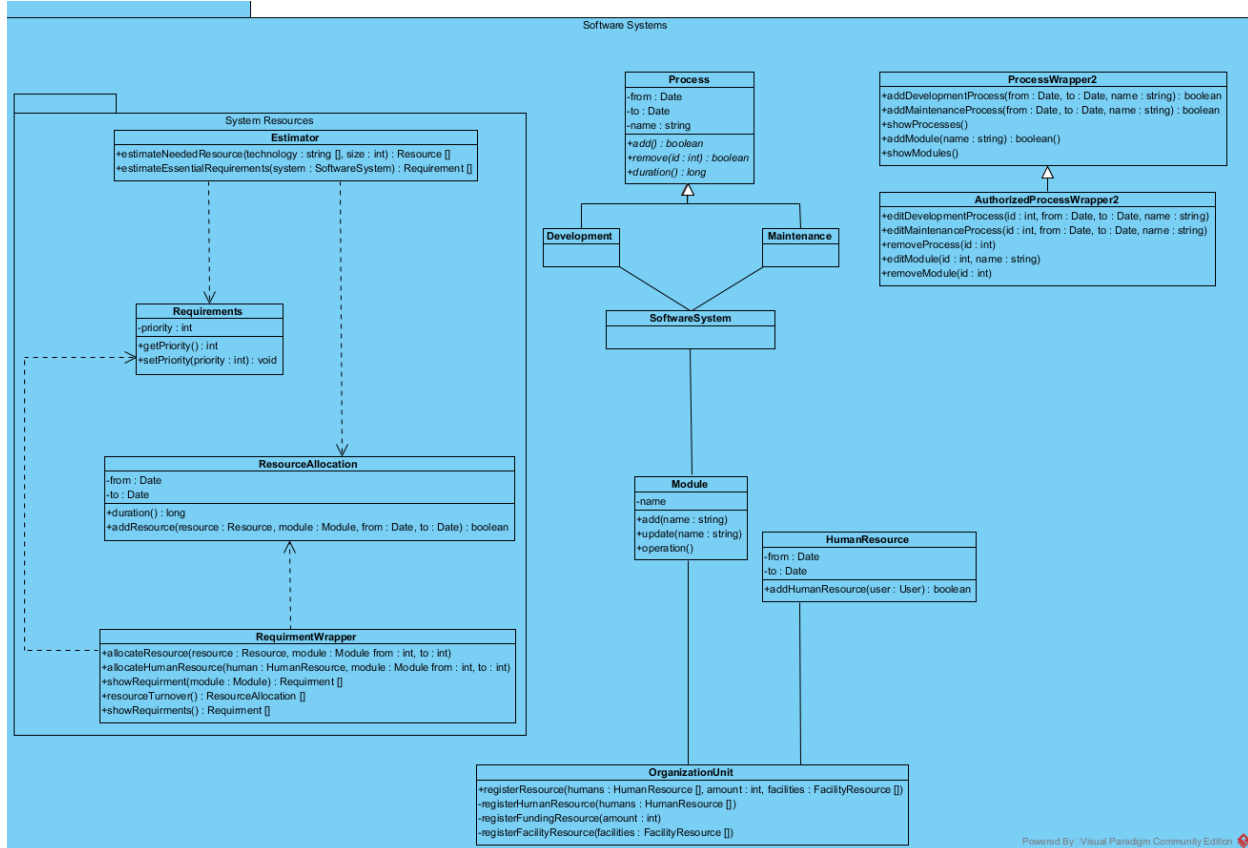 Software Systems
System Resources
Estimator
+estimateNeededResource(technology : string [], size : int) : Resource []
+estimateEssentialRequirements(system : SoftwareSystem) : Requirement []
Requirements
-priority : int
+getPriority() : int
+setPriority(priority : int) : void
ResourceAllocation
-from : Date
-to : Date
+duration() : long
+addResource(resource : Resource, module : Module, from : Date, to : Date) : boolean
RequirmentWrapper
+allocateResource(resource : Resource, module : Module from : int, to : int)
+allocateHumanResource(human : HumanResource, module : Module from : int, to : int)
+showRequirment(module : Module) : Requirment []
+resourceTurnover() : ResourceAllocation []
+showRequirments() : Requirment []
Process
-from : Date
-to : Date
-name : string
+add() : boolean
+remove(id : int) : boolean
+duration() : long
Development
Maintenance
SoftwareSystem
Module
-name
+add(name : string)
+update(name : string)
+operation()
HumanResource
-from : Date
-to : Date
+addHumanResource(user : User) : boolean
OrganizationUnit
+registerResource(humans : HumanResource [], amount : int, facilities : FacilityResource [])
-registerHumanResource(humans : HumanResource [])
-registerFundingResource(amount : int)
-registerFacilityResource(facilities : FacilityResource [])
ProcessWrapper2
+addDevelopmentProcess(from : Date, to : Date, name : string) : boolean
+addMaintenanceProcess(from : Date, to : Date, name : string) : boolean
+showProcesses()
+addModule(name : string) : boolean()
+showModules()
AuthorizedProcessWrapper2
+editDevelopmentProcess(id : int, from : Date, to : Date, name : string)
+editMaintenanceProcess(id : int, from : Date, to : Date, name : string)
+removeProcess(id : int)
+editModule(id : int, name : string)
+removeModule(id : int)
Powered By Visual Paradigm Community Edition